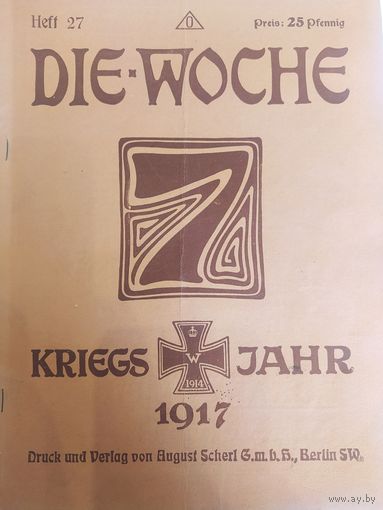 Heft 27
0
Preis: 25 Pfennig
DIE-WOCHE
7
KRIEGS JAHR
W
1914
1917
Druck und Verlag von August Scherl G.m.b.H., Berlin SW.
www.ay.by